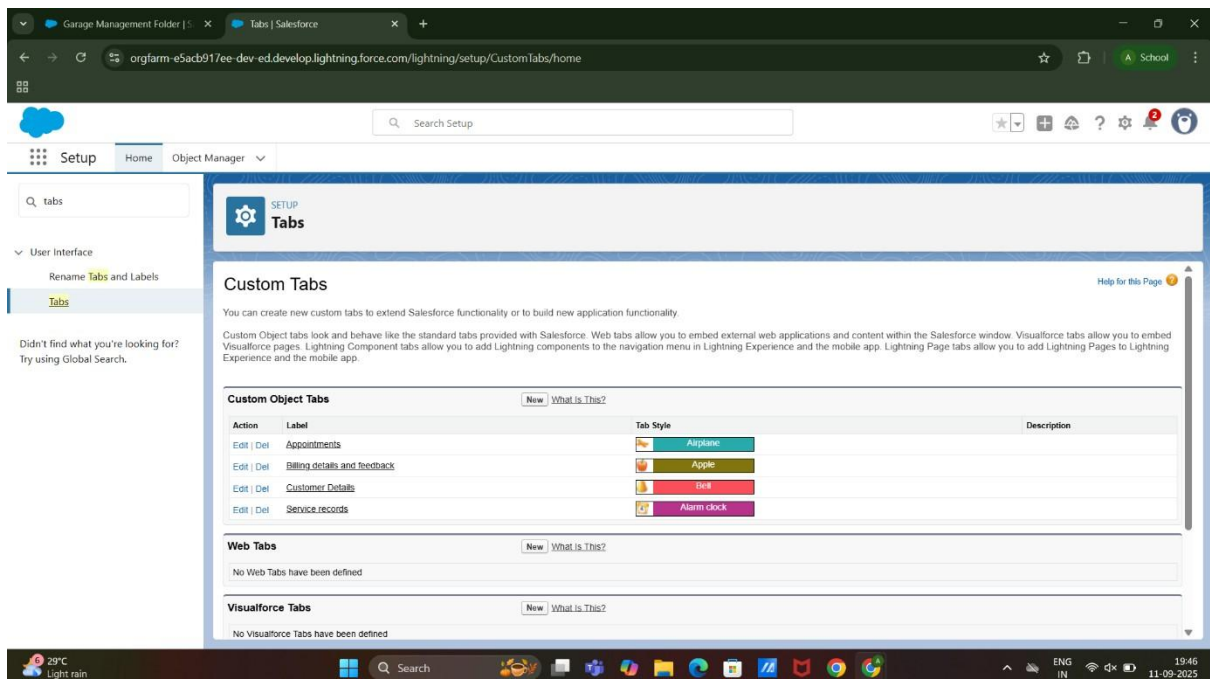 Garage Management Folder | S
Tabs | Salesforce
orgfarm-e5acb917ee-dev-ed.develop.lightning.force.com/lightning/setup/CustomTabs/home
A School
Search Setup
2
Setup Home Object Manager
tabs
User Interface
Rename Tabs and Labels
Tabs
Didn't find what you're looking for?
Try using Global Search.
SETUP
Tabs
Custom Tabs
Help for this Page
You can create new custom tabs to extend Salesforce functionality or to build new application functionality.
Custom Object tabs look and behave like the standard tabs provided with Salesforce. Web tabs allow you to embed external web applications and content within the Salesforce window. Visualforce tabs allow you to embed
Visualforce pages. Lightning Component tabs allow you to add Lightning components to the navigation menu in Lightning Experience and the mobile app. Lightning Page tabs allow you to add Lightning Pages to Lightning
Experience and the mobile app.
Custom Object Tabs New What Is This?
Action Label Tab Style Description
Edit | Del Appointments Airplane
Edit | Del Billing details and feedback Apple
Edit | Del Customer Details Bell
Edit | Del Service records Alarm clock
Web Tabs New What Is This?
No Web Tabs have been defined
Visualforce Tabs New What Is This?
No Visualforce Tabs have been defined
6 29°C
Light rain
Search
ENG
IN
19:46
11-09-2025